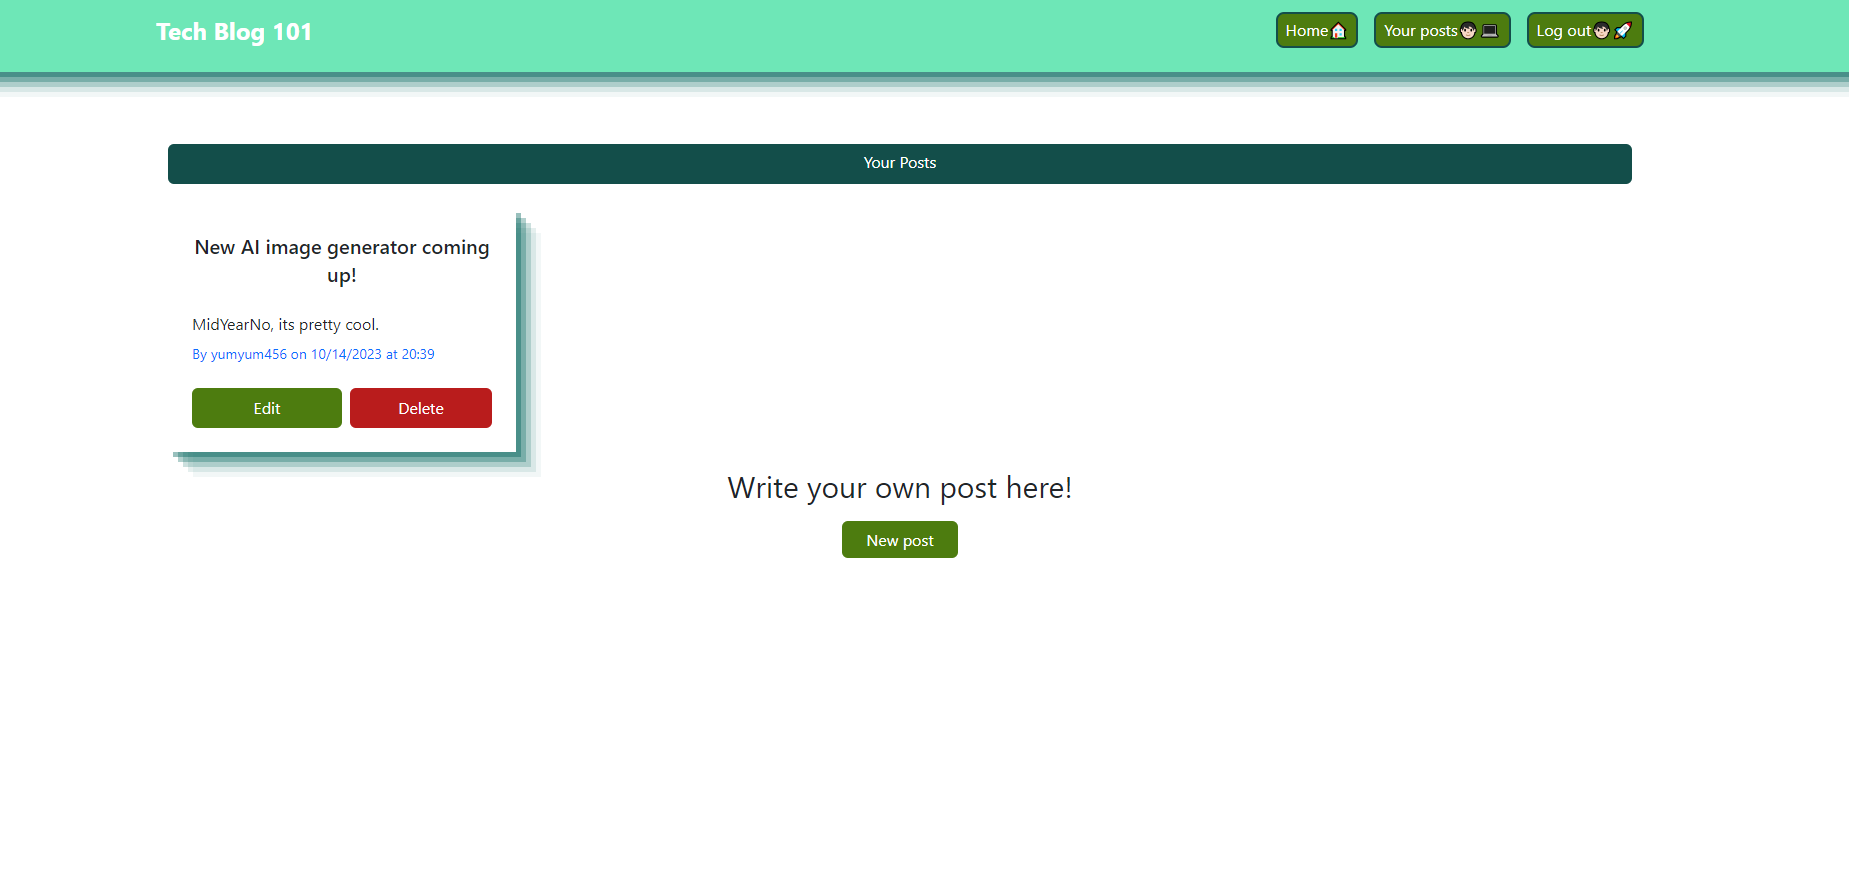 Tech Blog 101
Home🏠
Your posts👨🏻💻
Log out👨🏻🚀
Your Posts
New AI image generator coming
up!
MidYearNo, its pretty cool.
By yumyum456 on 10/14/2023 at 20:39
Edit
Delete
Write your own post here!
New post